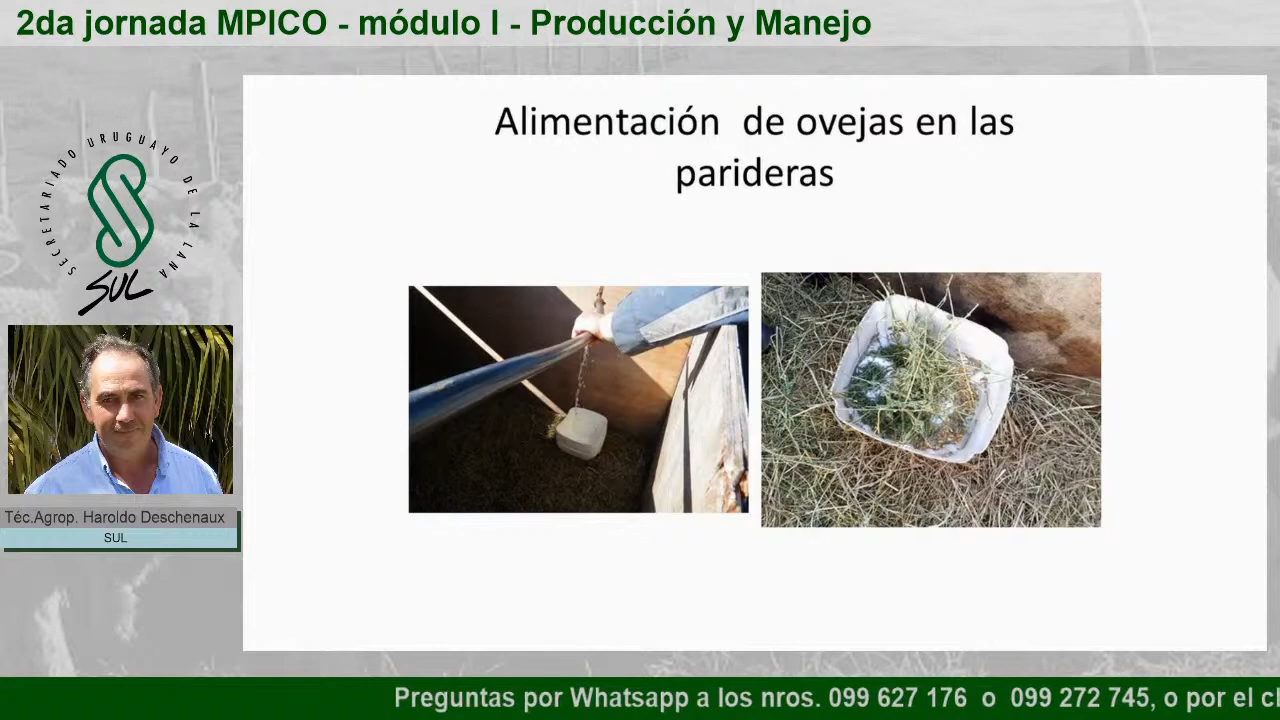 2da jornada MPICO - módulo I - Producción y Manejo
SECRETARIADO URUGUAYO DE LA LANA
SUL
Alimentación de ovejas en las
parideras
Téc.Agrop. Haroldo Deschenaux
SUL
Preguntas por Whatsapp a los nros. 099 627 176 o 099 272 745, o por el